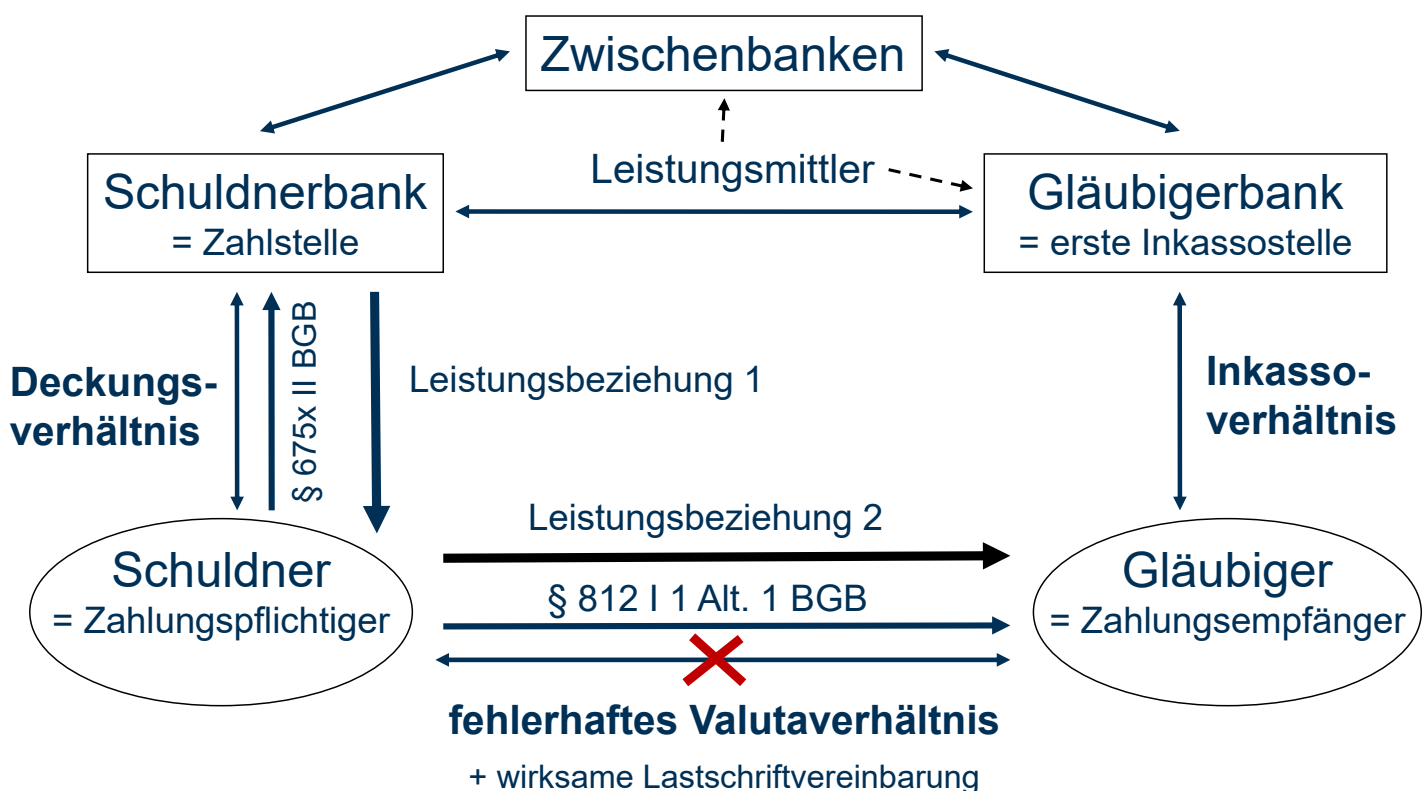 Zwischenbanken
Leistungsmittler
Schuldnerbank
= Zahlstelle
Gläubigerbank
= erste Inkassostelle
Deckungs-
verhältnis
§ 675x II BGB
Leistungsbeziehung 1
Inkasso-
verhältnis
Leistungsbeziehung 2
Schuldner
= Zahlungspflichtiger
§ 812 I 1 Alt. 1 BGB
Gläubiger
= Zahlungsempfänger
fehlerhaftes Valutaverhältnis
+ wirksame Lastschriftvereinbarung